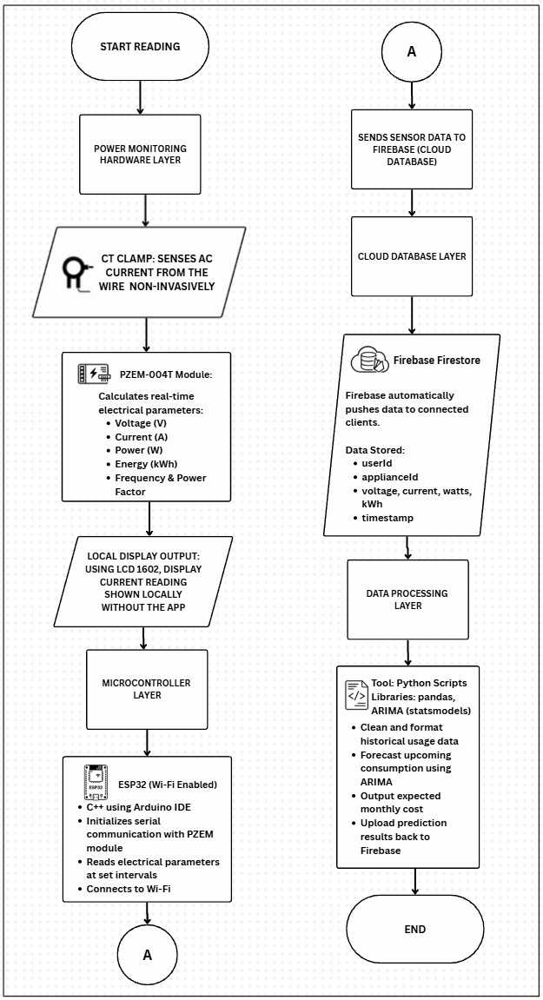 START READING
POWER MONITORING
HARDWARE LAYER
CT CLAMP: SENSES AC
CURRENT FROM THE
WIRE NON-INVASIVELY
PZEM-004T Module:
Calculates real-time
electrical parameters:
• Voltage (V)
• Current (A)
• Power (W)
• Energy (kWh)
• Frequency & Power
Factor
LOCAL DISPLAY OUTPUT:
USING LCD 1602, DISPLAY
CURRENT READING
SHOWN LOCALLY
WITHOUT THE APP
MICROCONTROLLER
LAYER
ESP32
ESP32 (Wi-Fi Enabled)
• C++ using Arduino IDE
• Initializes serial
communication with PZEM
module
• Reads electrical parameters
at set intervals
• Connects to Wi-Fi
A
A
SENDS SENSOR DATA TO
FIREBASE (CLOUD
DATABASE)
CLOUD DATABASE LAYER
Firebase Firestore
Firebase automatically
pushes data to connected
clients.
Data Stored:
• userId
• applianceId
• voltage, current, watts,
kWh
• timestamp
DATA PROCESSING
LAYER
</>
Tool: Python Scripts
Libraries: pandas,
ARIMA (statsmodels)
• Clean and format
historical usage data
• Forecast upcoming
consumption using
ARIMA
• Output expected
monthly cost
• Upload prediction
results back to
Firebase
END